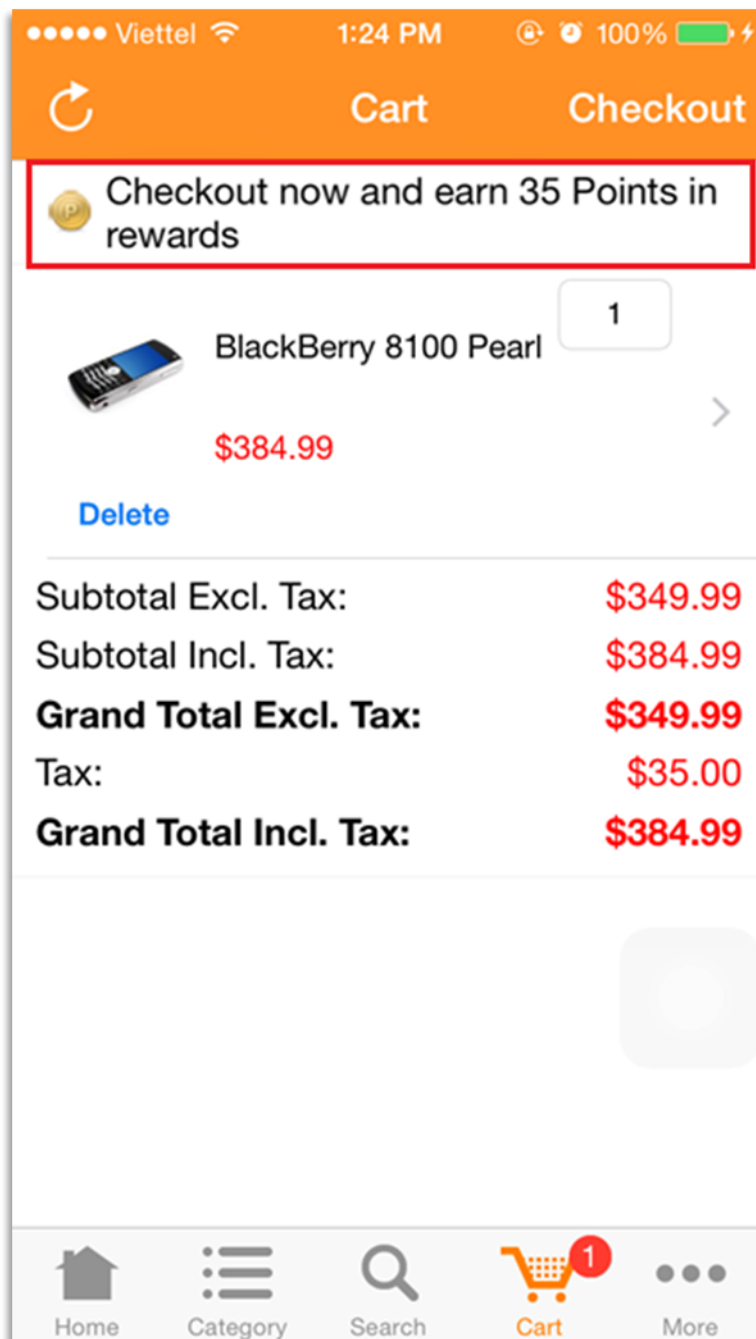 Viettel 1:24 PM 100%
Cart Checkout
P Checkout now and earn 35 Points in
rewards
1
BlackBerry 8100 Pearl
$384.99
Delete
Subtotal Excl. Tax: $349.99
Subtotal Incl. Tax: $384.99
Grand Total Excl. Tax: $349.99
Tax: $35.00
Grand Total Incl. Tax: $384.99
1
Home Category Search Cart More